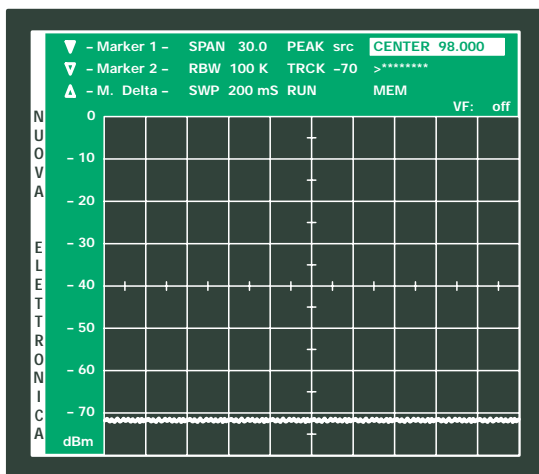 ▼ – Marker 1 – SPAN 30.0 PEAK src CENTER 98.000
▽ – Marker 2 – RBW 100 K TRCK –70 >********
△ – M. Delta – SWP 200 mS RUN MEM
VF: off
0
– 10
– 20
– 30
– 40
– 50
– 60
– 70
dBm
NUOVA ELETTRONICA